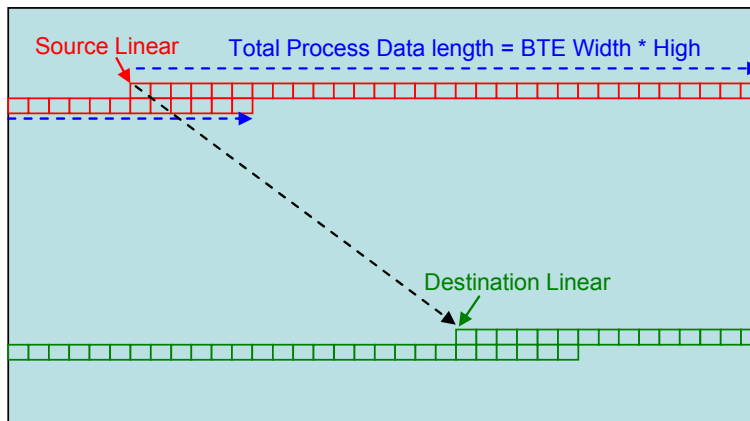 Source Linear
Total Process Data length = BTE Width * High
Destination Linear